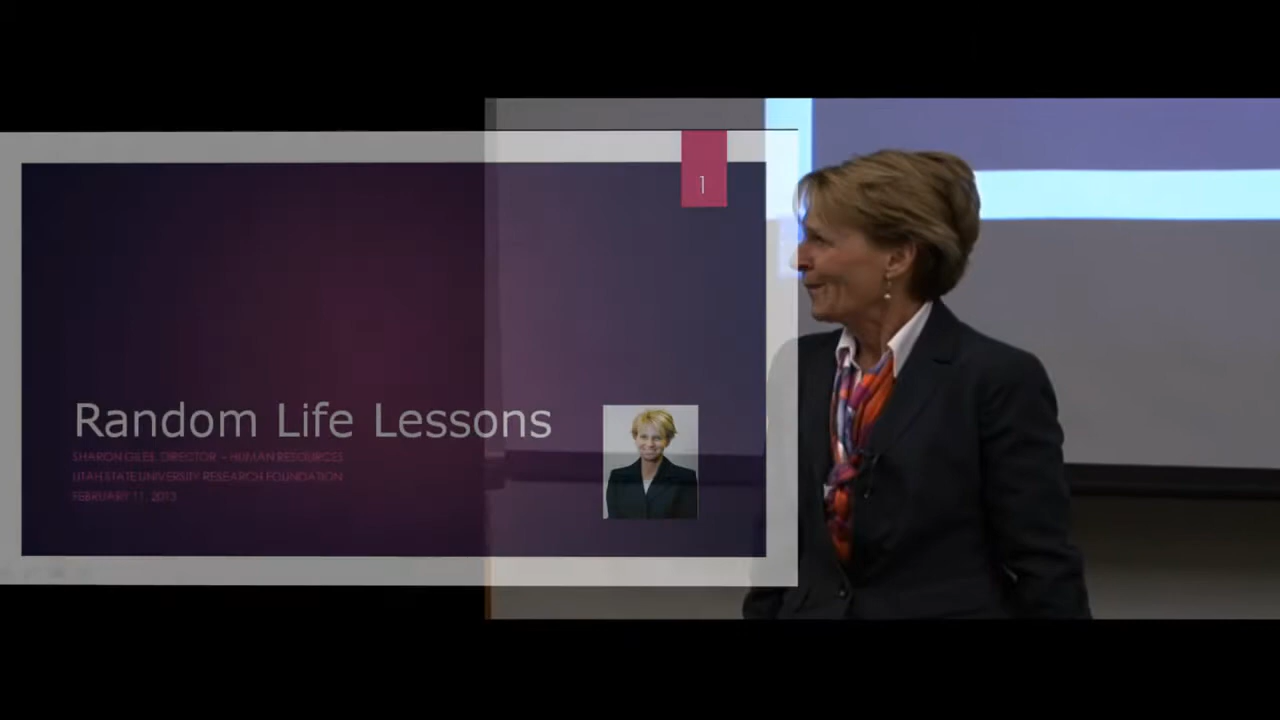 1
Random Life Lessons
SHARON GILES, DIRECTOR – HUMAN RESOURCES
UTAH STATE UNIVERSITY RESEARCH FOUNDATION
FEBRUARY 11, 2013